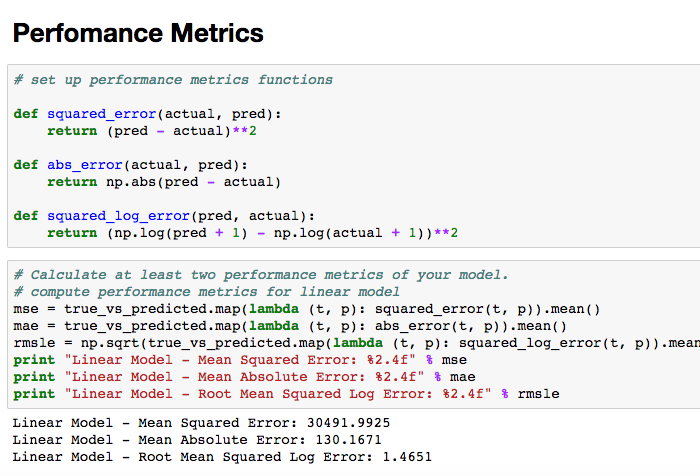 Perfomance Metrics
# set up performance metrics functions
def squared_error(actual, pred):
    return (pred - actual)**2
def abs_error(actual, pred):
    return np.abs(pred - actual)
def squared_log_error(pred, actual):
    return (np.log(pred + 1) - np.log(actual + 1))**2
# Calculate at least two performance metrics of your model.
# compute performance metrics for linear model
mse = true_vs_predicted.map(lambda (t, p): squared_error(t, p)).mean()
mae = true_vs_predicted.map(lambda (t, p): abs_error(t, p)).mean()
rmsle = np.sqrt(true_vs_predicted.map(lambda (t, p): squared_log_error(t, p)).mean
print "Linear Model - Mean Squared Error: %2.4f" % mse
print "Linear Model - Mean Absolute Error: %2.4f" % mae
print "Linear Model - Root Mean Squared Log Error: %2.4f" % rmsle
Linear Model - Mean Squared Error: 30491.9925
Linear Model - Mean Absolute Error: 130.1671
Linear Model - Root Mean Squared Log Error: 1.4651